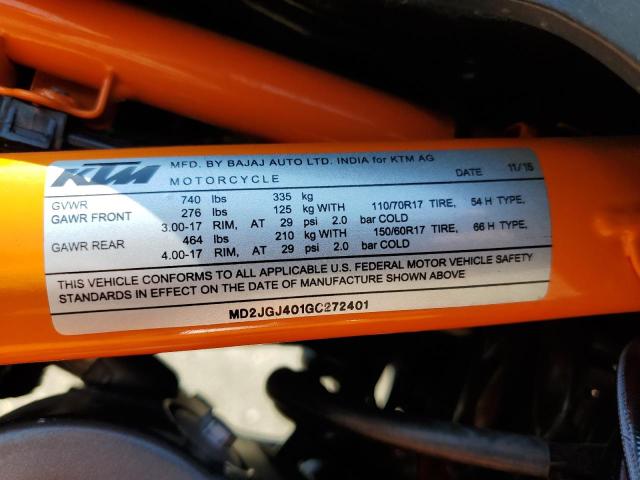 KTM MFD. BY BAJAJ AUTO LTD. INDIA for KTM AG
MOTORCYCLE DATE 11/15
GVWR 740 lbs 335 kg
GAWR FRONT 276 lbs 125 kg WITH 110/70R17 TIRE, 54 H TYPE,
3.00-17 RIM, AT 29 psi 2.0 bar COLD
GAWR REAR 464 lbs 210 kg WITH 150/60R17 TIRE, 66 H TYPE,
4.00-17 RIM, AT 29 psi 2.0 bar COLD
THIS VEHICLE CONFORMS TO ALL APPLICABLE U.S. FEDERAL MOTOR VEHICLE SAFETY
STANDARDS IN EFFECT ON THE DATE OF MANUFACTURE SHOWN ABOVE
MD2JGJ401GC272401